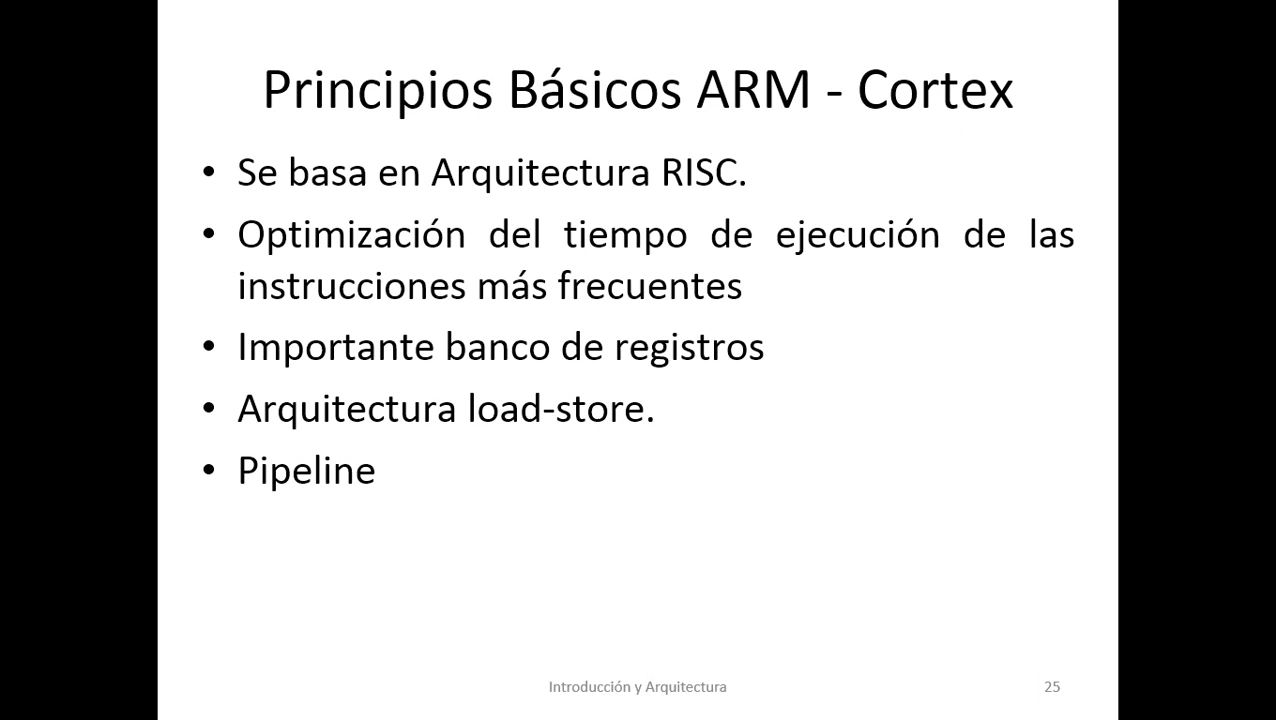 Principios Básicos ARM - Cortex
• Se basa en Arquitectura RISC.
• Optimización del tiempo de ejecución de las
instrucciones más frecuentes
• Importante banco de registros
• Arquitectura load-store.
• Pipeline
Introducción y Arquitectura
25